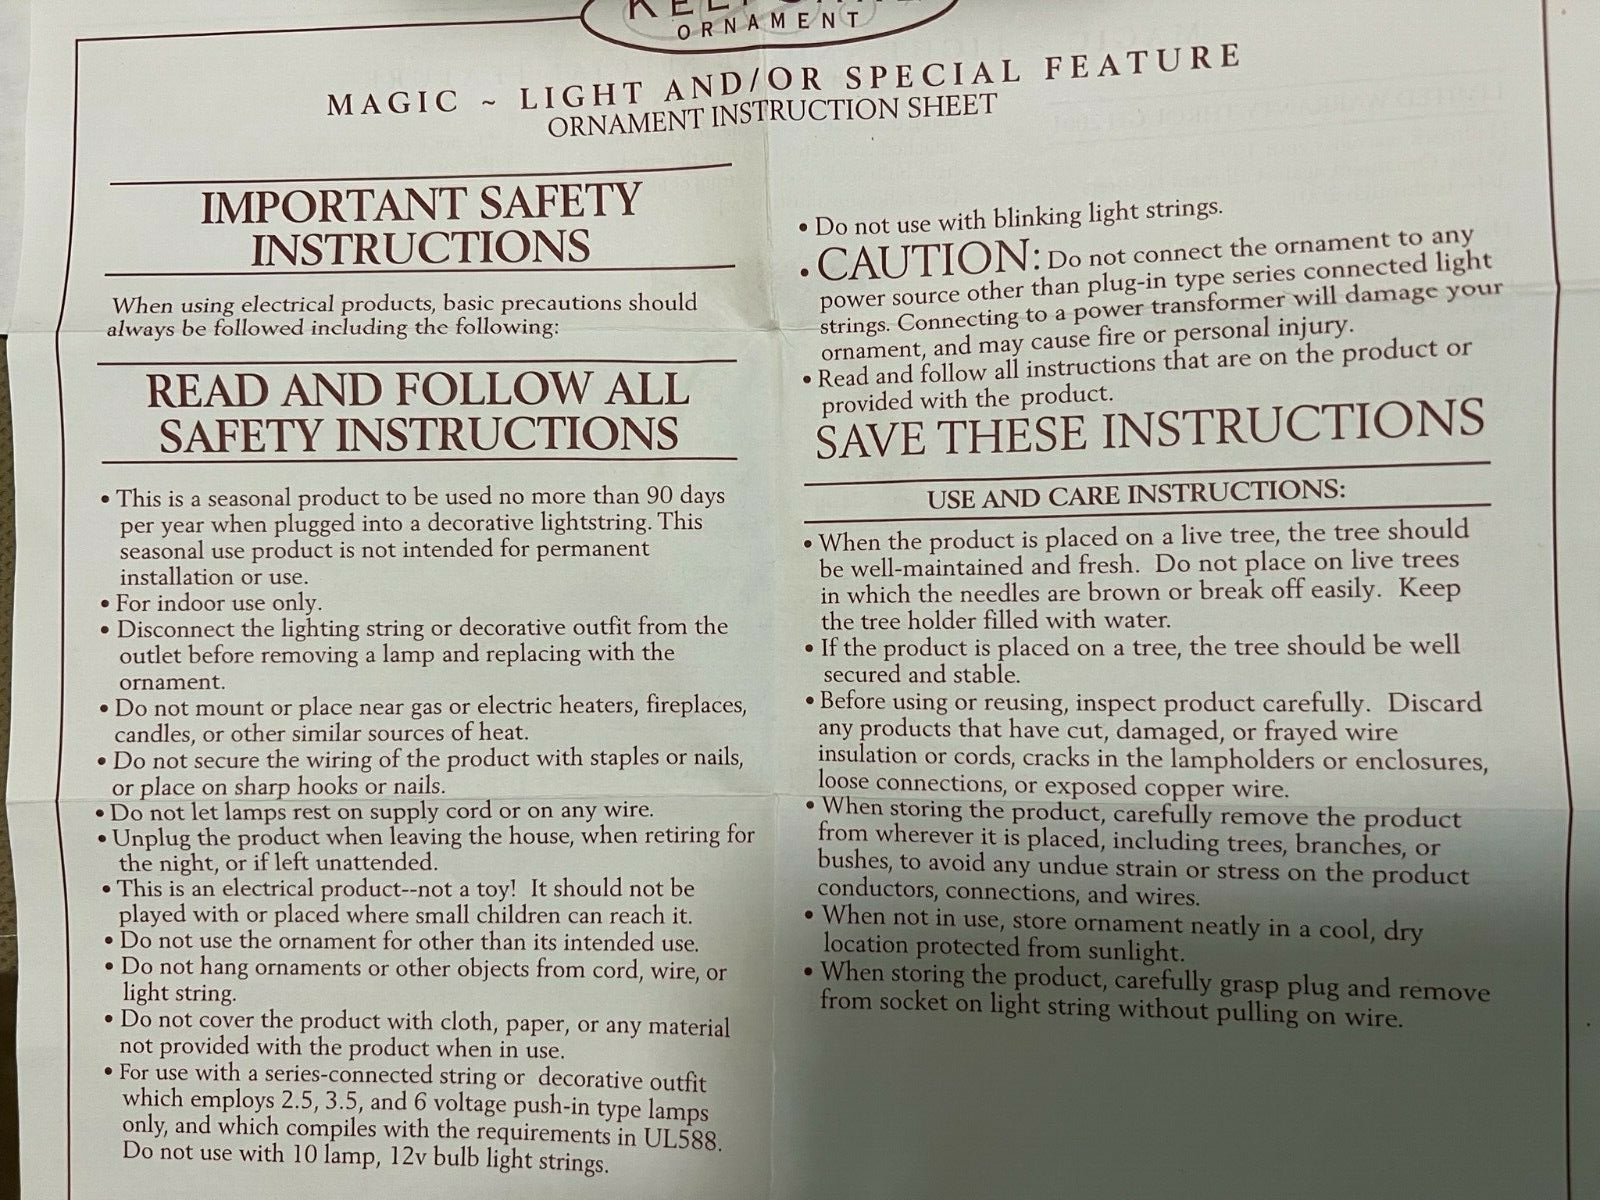 ORNAMENT
MAGIC ~ LIGHT AND/OR SPECIAL FEATURE
ORNAMENT INSTRUCTION SHEET
IMPORTANT SAFETY
INSTRUCTIONS
When using electrical products, basic precautions should
always be followed including the following:
READ AND FOLLOW ALL
SAFETY INSTRUCTIONS
• This is a seasonal product to be used no more than 90 days
per year when plugged into a decorative lightstring. This
seasonal use product is not intended for permanent
installation or use.
• For indoor use only.
• Disconnect the lighting string or decorative outfit from the
outlet before removing a lamp and replacing with the
ornament.
• Do not mount or place near gas or electric heaters, fireplaces,
candles, or other similar sources of heat.
• Do not secure the wiring of the product with staples or nails,
or place on sharp hooks or nails.
• Do not let lamps rest on supply cord or on any wire.
• Unplug the product when leaving the house, when retiring for
the night, or if left unattended.
• This is an electrical product--not a toy! It should not be
played with or placed where small children can reach it.
• Do not use the ornament for other than its intended use.
• Do not hang ornaments or other objects from cord, wire, or
light string.
• Do not cover the product with cloth, paper, or any material
not provided with the product when in use.
• For use with a series-connected string or decorative outfit
which employs 2.5, 3.5, and 6 voltage push-in type lamps
only, and which compiles with the requirements in UL588.
Do not use with 10 lamp, 12v bulb light strings.
• Do not use with blinking light strings.
• CAUTION: Do not connect the ornament to any
power source other than plug-in type series connected light
strings. Connecting to a power transformer will damage your
ornament, and may cause fire or personal injury.
• Read and follow all instructions that are on the product or
provided with the product.
SAVE THESE INSTRUCTIONS
USE AND CARE INSTRUCTIONS:
• When the product is placed on a live tree, the tree should
be well-maintained and fresh. Do not place on live trees
in which the needles are brown or break off easily. Keep
the tree holder filled with water.
• If the product is placed on a tree, the tree should be well
secured and stable.
• Before using or reusing, inspect product carefully. Discard
any products that have cut, damaged, or frayed wire
insulation or cords, cracks in the lampholders or enclosures,
loose connections, or exposed copper wire.
• When storing the product, carefully remove the product
from wherever it is placed, including trees, branches, or
bushes, to avoid any undue strain or stress on the product
conductors, connections, and wires.
• When not in use, store ornament neatly in a cool, dry
location protected from sunlight.
• When storing the product, carefully grasp plug and remove
from socket on light string without pulling on wire.